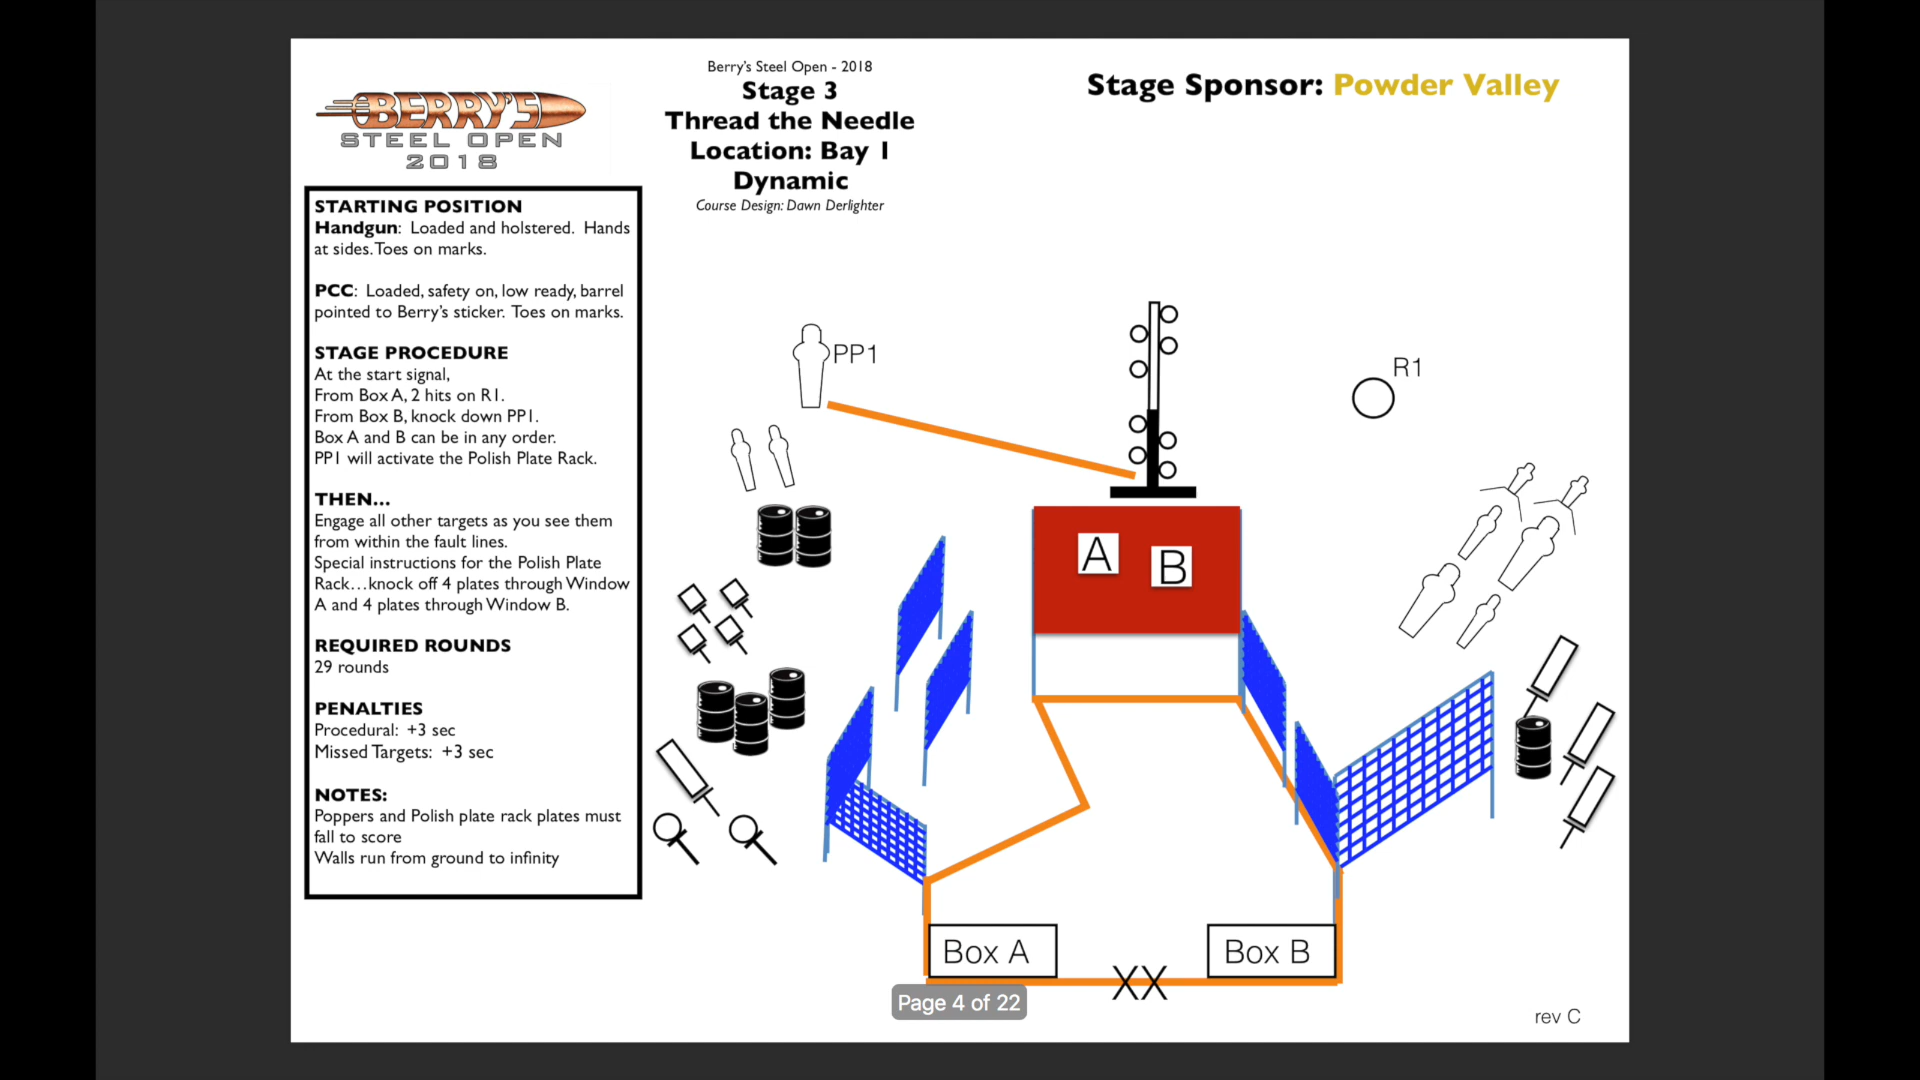 BERRY'S
STEEL OPEN
2018
Berry's Steel Open - 2018
Stage 3
Thread the Needle
Location: Bay 1
Dynamic
Course Design: Dawn Derlighter
Stage Sponsor: Powder Valley
STARTING POSITION
Handgun: Loaded and holstered. Hands
at sides. Toes on marks.
PCC: Loaded, safety on, low ready, barrel
pointed to Berry's sticker. Toes on marks.
STAGE PROCEDURE
At the start signal,
From Box A, 2 hits on R1.
From Box B, knock down PP1.
Box A and B can be in any order.
PP1 will activate the Polish Plate Rack.
THEN...
Engage all other targets as you see them
from within the fault lines.
Special instructions for the Polish Plate
Rack...knock off 4 plates through Window
A and 4 plates through Window B.
REQUIRED ROUNDS
29 rounds
PENALTIES
Procedural: +3 sec
Missed Targets: +3 sec
NOTES:
Poppers and Polish plate rack plates must
fall to score
Walls run from ground to infinity
PP1
R1
A
B
Box A
XX
Box B
Page 4 of 22
rev C